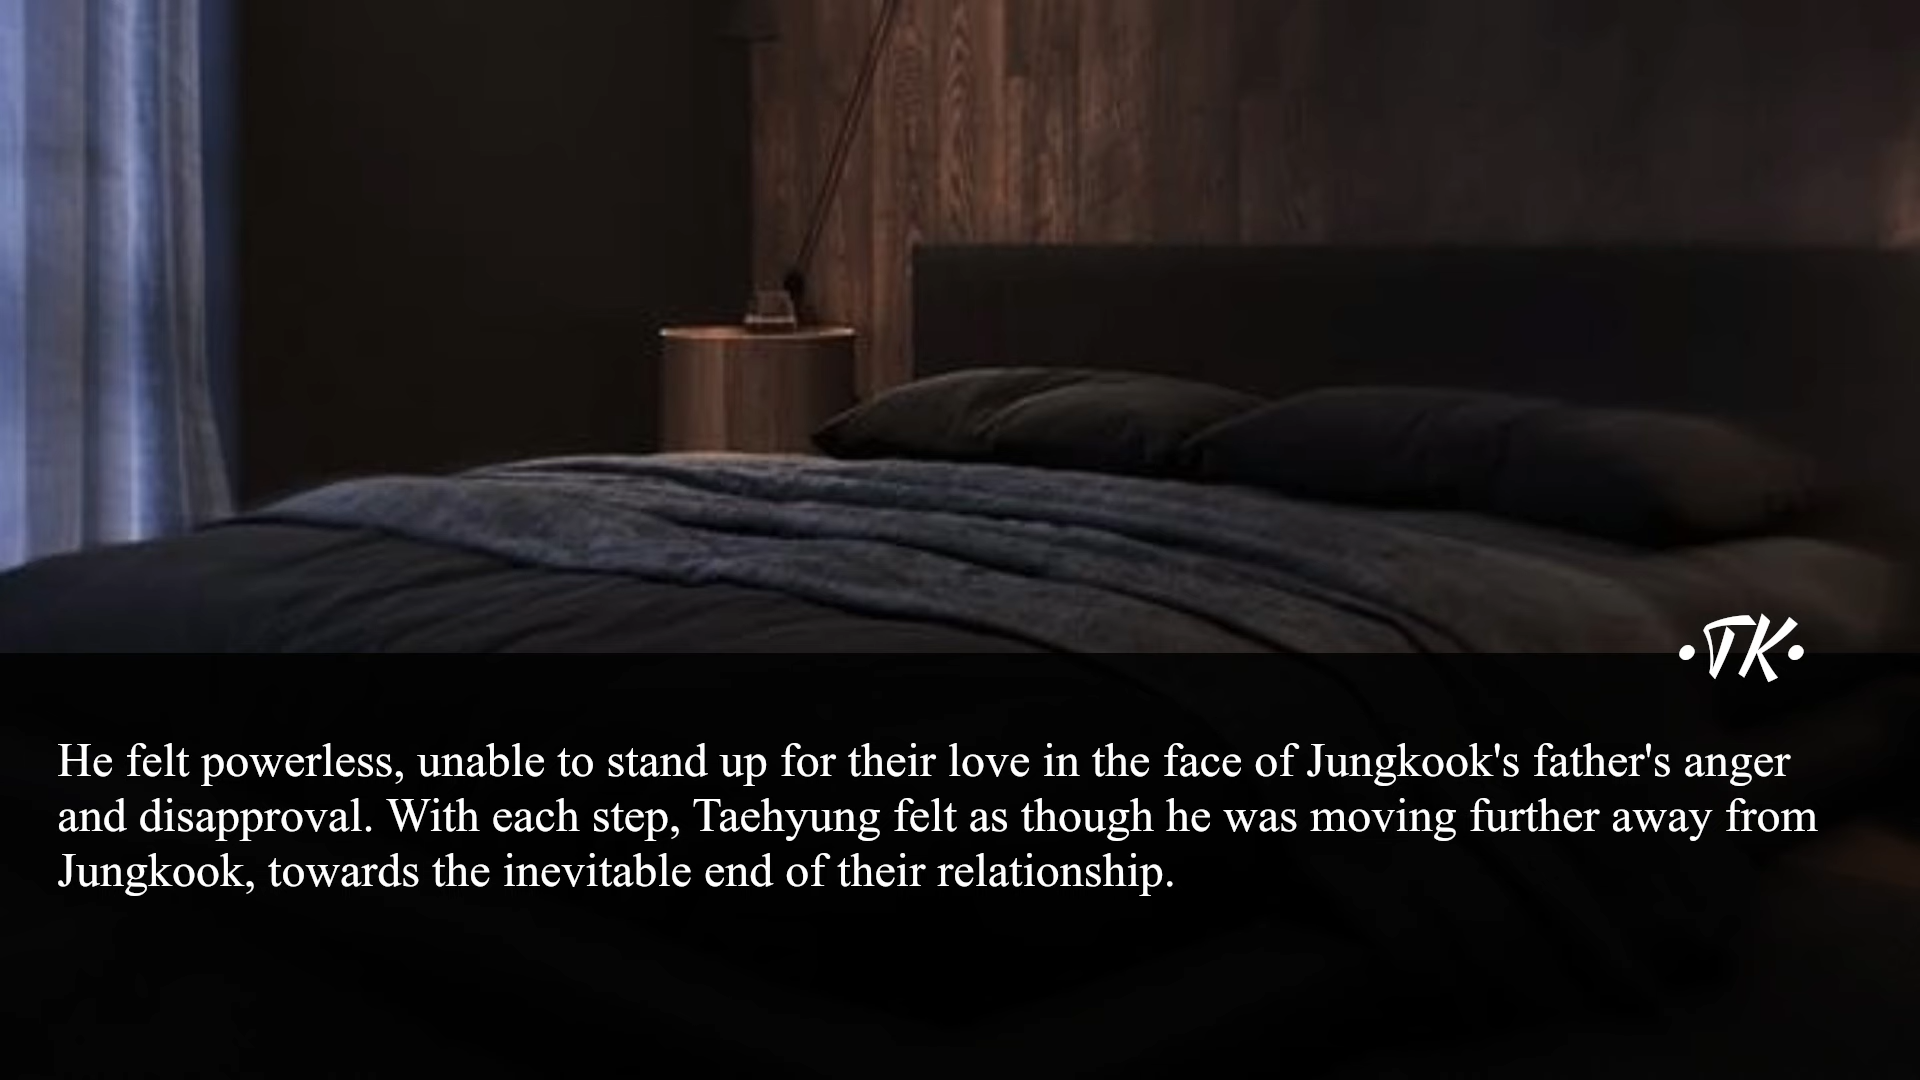 •TK•
He felt powerless, unable to stand up for their love in the face of Jungkook's father's anger
and disapproval. With each step, Taehyung felt as though he was moving further away from
Jungkook, towards the inevitable end of their relationship.